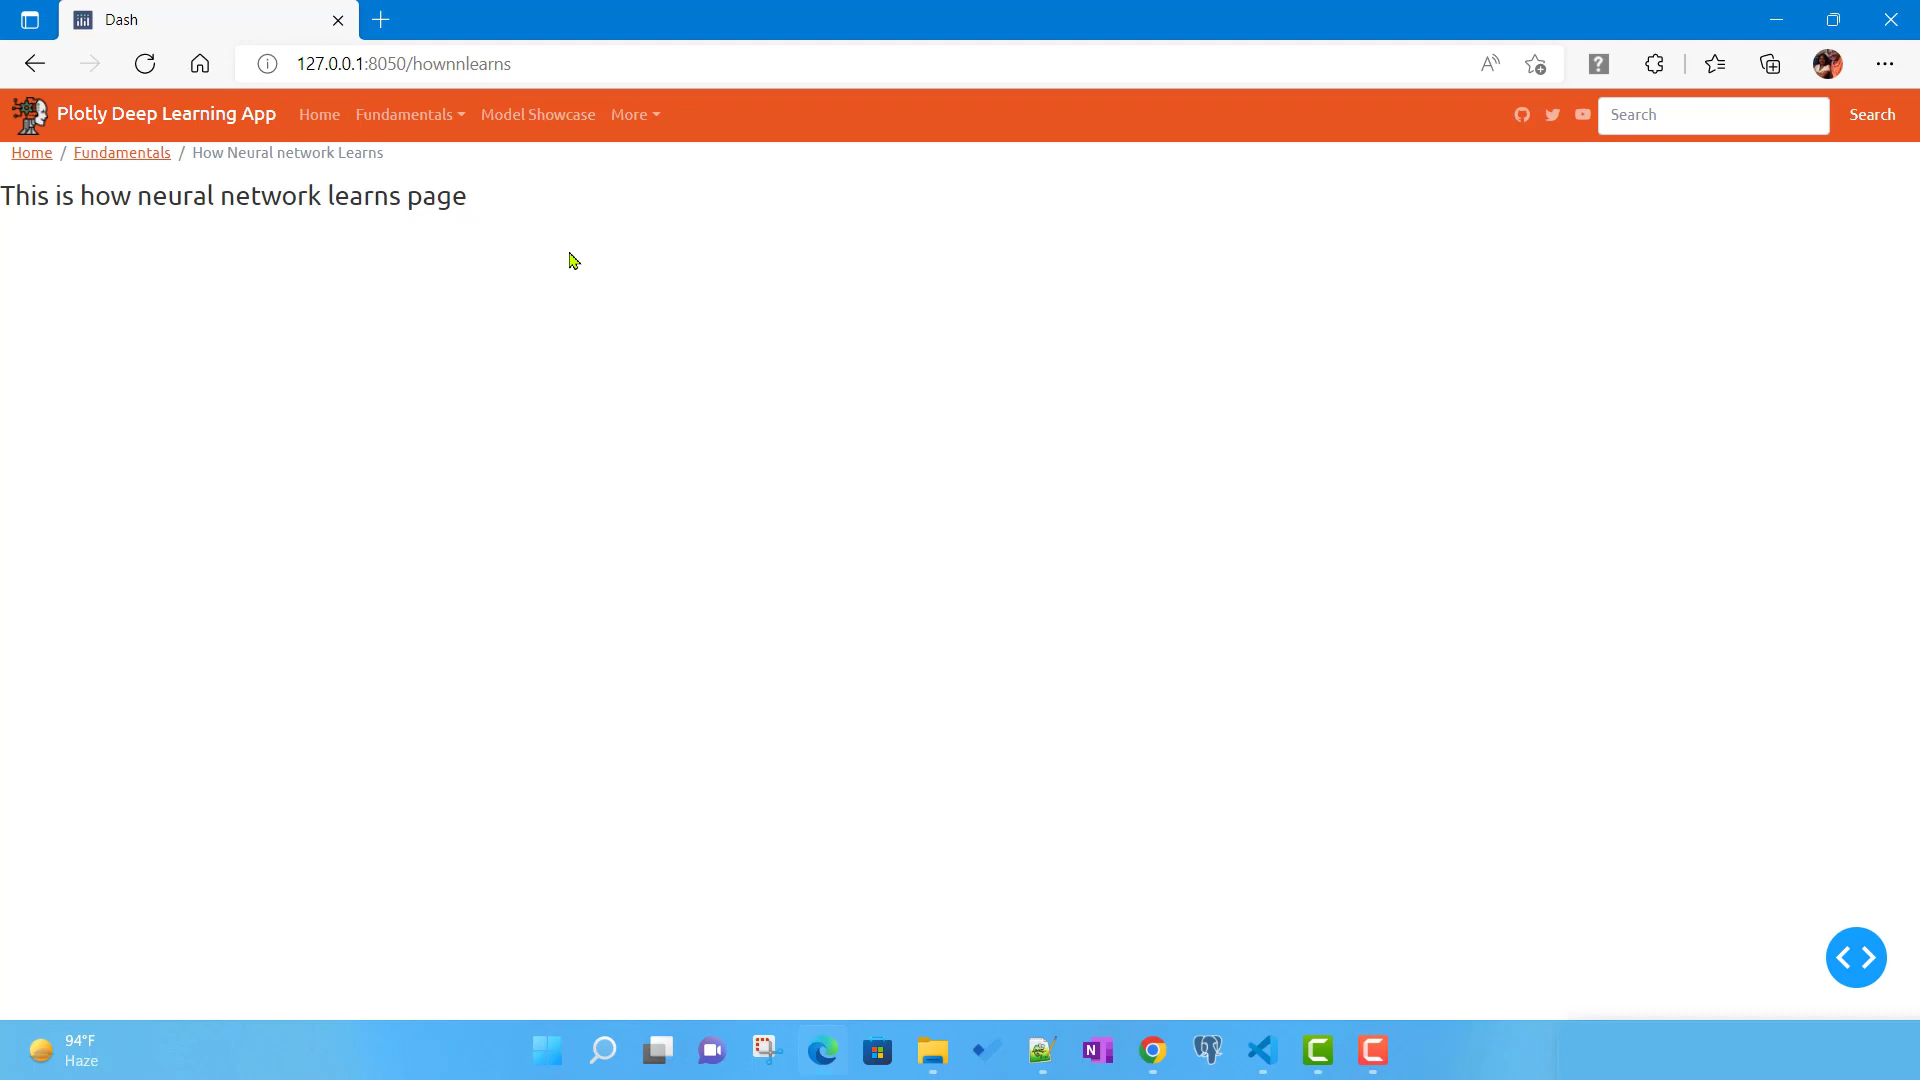 Dash
127.0.0.1:8050/hownnlearns
Plotly Deep Learning App Home Fundamentals Model Showcase More Search Search
Home / Fundamentals / How Neural network Learns
This is how neural network learns page
94°F
Haze